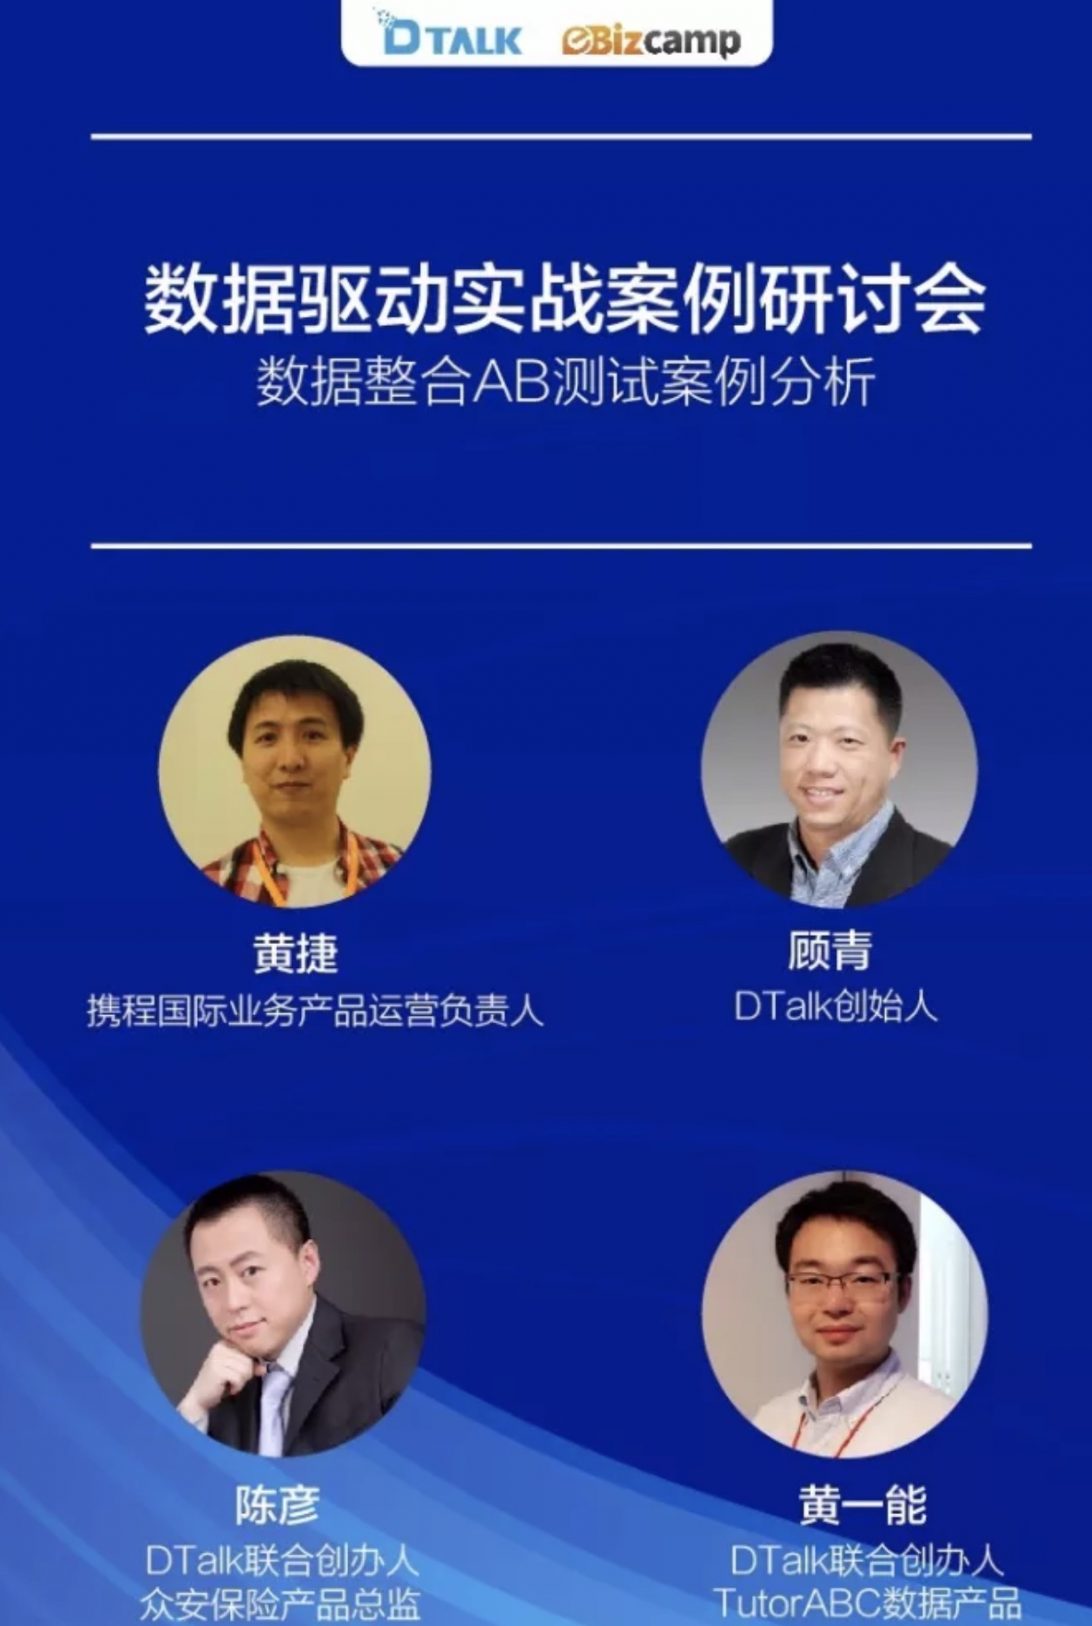 DTALK eBizcamp
数据驱动实战案例研讨会
数据整合AB测试案例分析
黄捷
携程国际业务产品运营负责人
顾青
DTalk创始人
陈彦
DTalk联合创办人
众安保险产品总监
黄一能
DTalk联合创办人
TutorABC数据产品